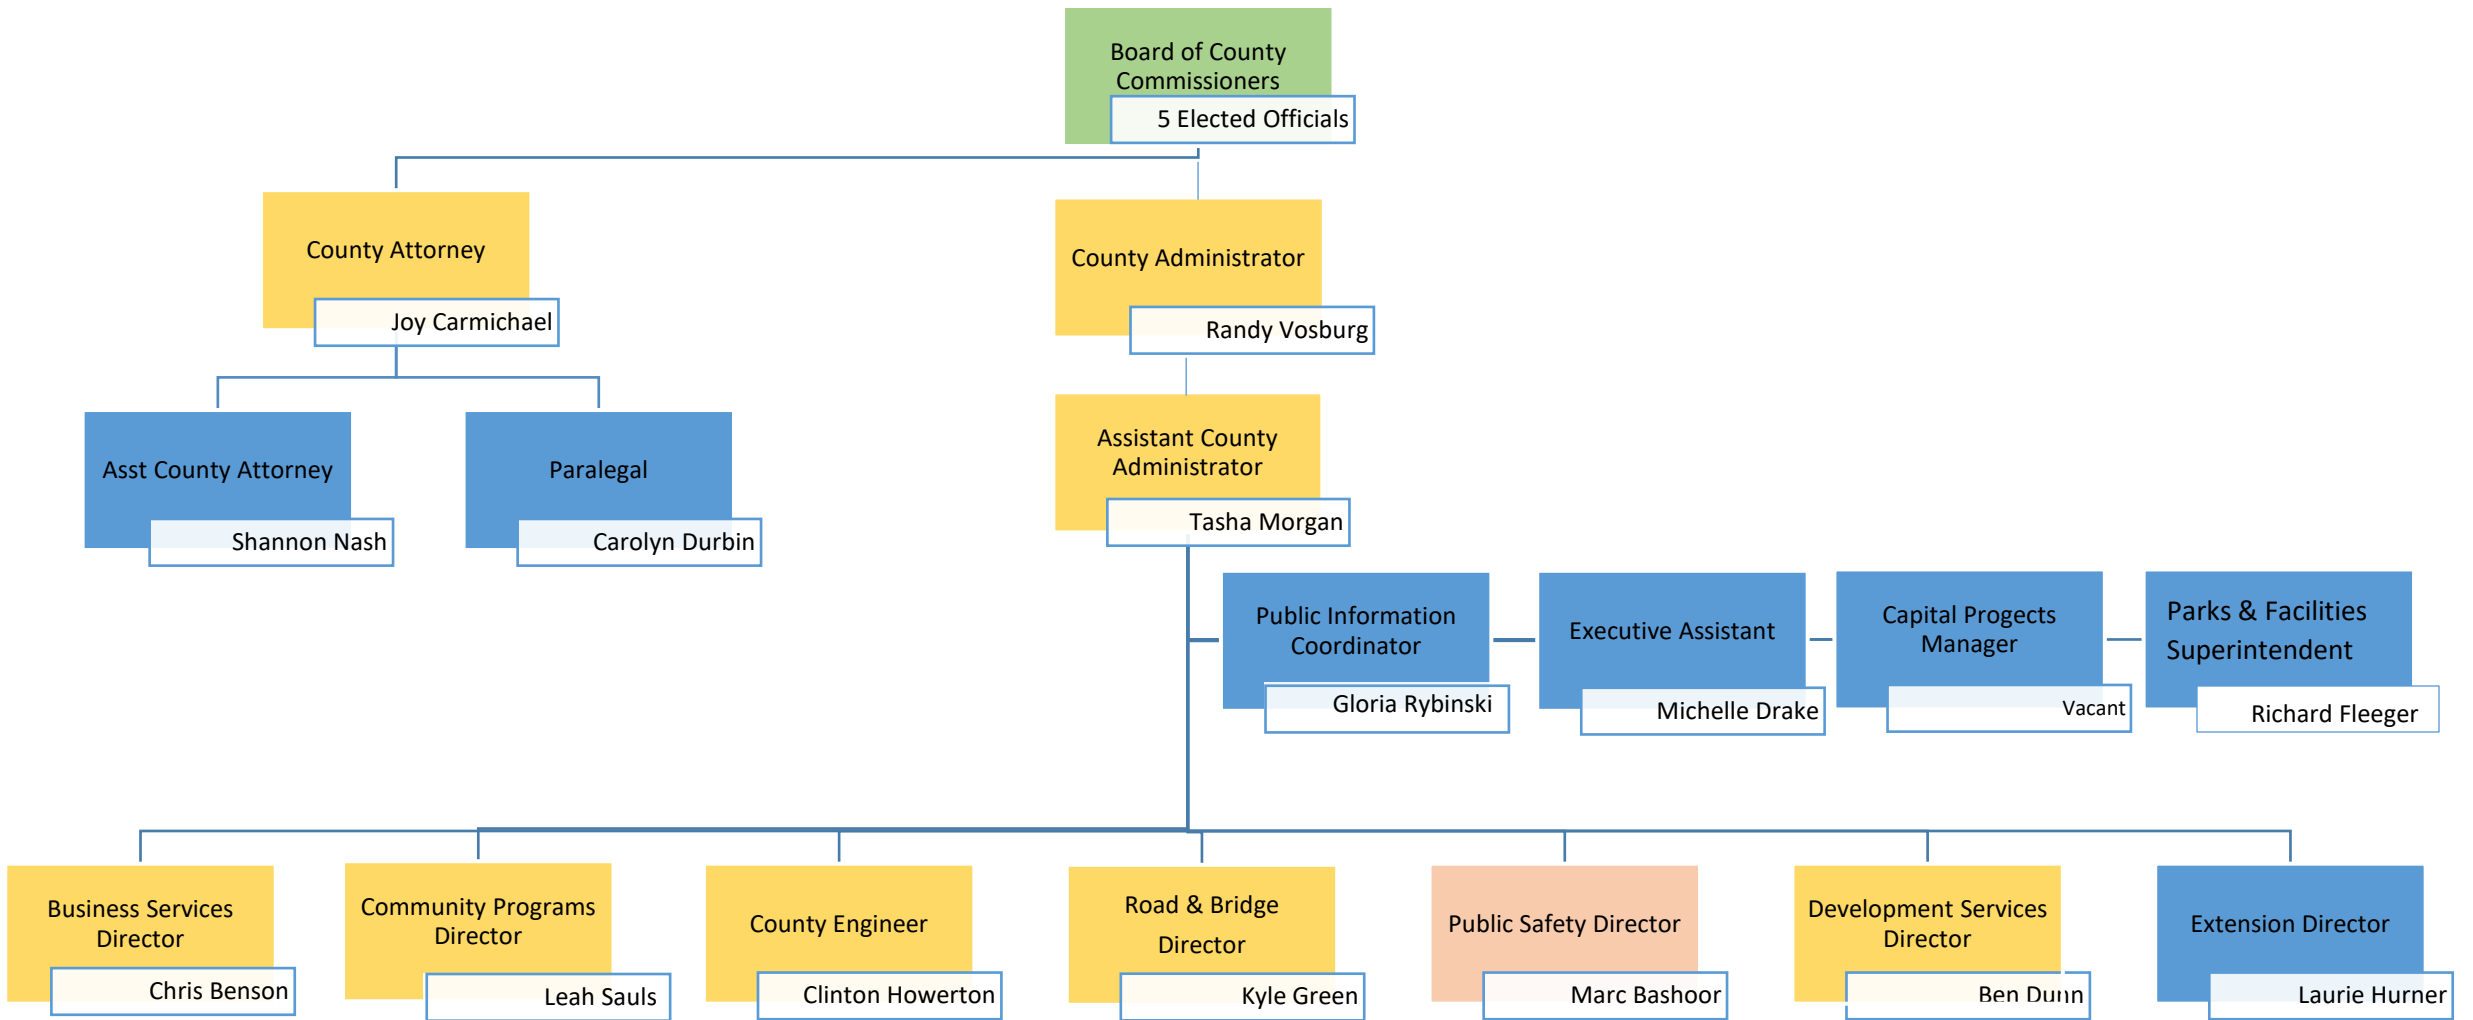 Board of County
Commissioners
5 Elected Officials
County Attorney
Joy Carmichael
County Administrator
Randy Vosburg
Asst County Attorney
Shannon Nash
Paralegal
Carolyn Durbin
Assistant County
Administrator
Tasha Morgan
Public Information
Coordinator
Gloria Rybinski
Executive Assistant
Michelle Drake
Capital Progects
Manager
Vacant
Parks & Facilities
Superintendent
Richard Fleeger
Business Services
Director
Chris Benson
Community Programs
Director
Leah Sauls
County Engineer
Clinton Howerton
Road & Bridge
Director
Kyle Green
Public Safety Director
Marc Bashoor
Development Services
Director
Ben Dunn
Extension Director
Laurie Hurner